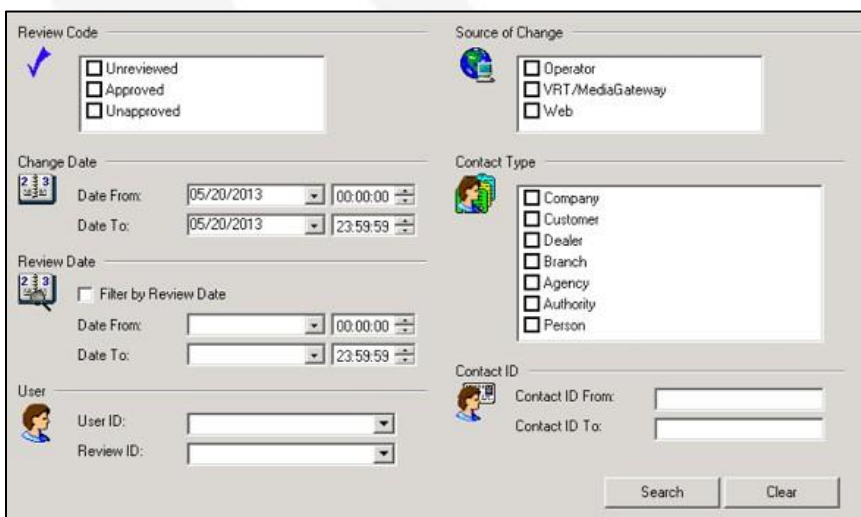 Review Code
Unreviewed
Approved
Unapproved
Change Date
Date From: 05/20/2013 00:00:00
Date To: 05/20/2013 23:59:59
Review Date
Filter by Review Date
Date From: 00:00:00
Date To: 23:59:59
User
User ID:
Review ID:
Source of Change
Operator
VRT/MediaGateway
Web
Contact Type
Company
Customer
Dealer
Branch
Agency
Authority
Person
Contact ID
Contact ID From:
Contact ID To:
Search Clear